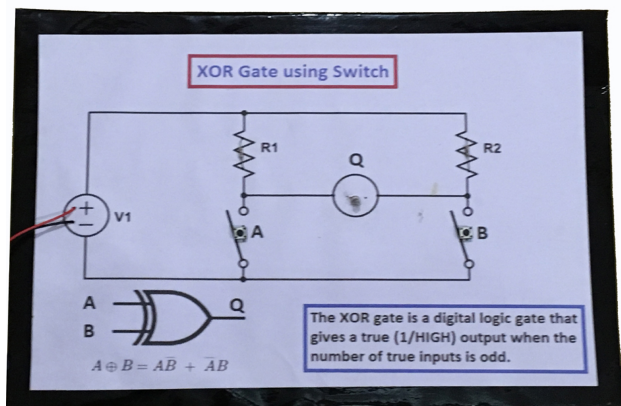 XOR Gate using Switch
R1
R2
Q
+
−
V1
A
B
A
B
Q
A ⊕ B = AB̅ + A̅B
The XOR gate is a digital logic gate that
gives a true (1/HIGH) output when the
number of true inputs is odd.